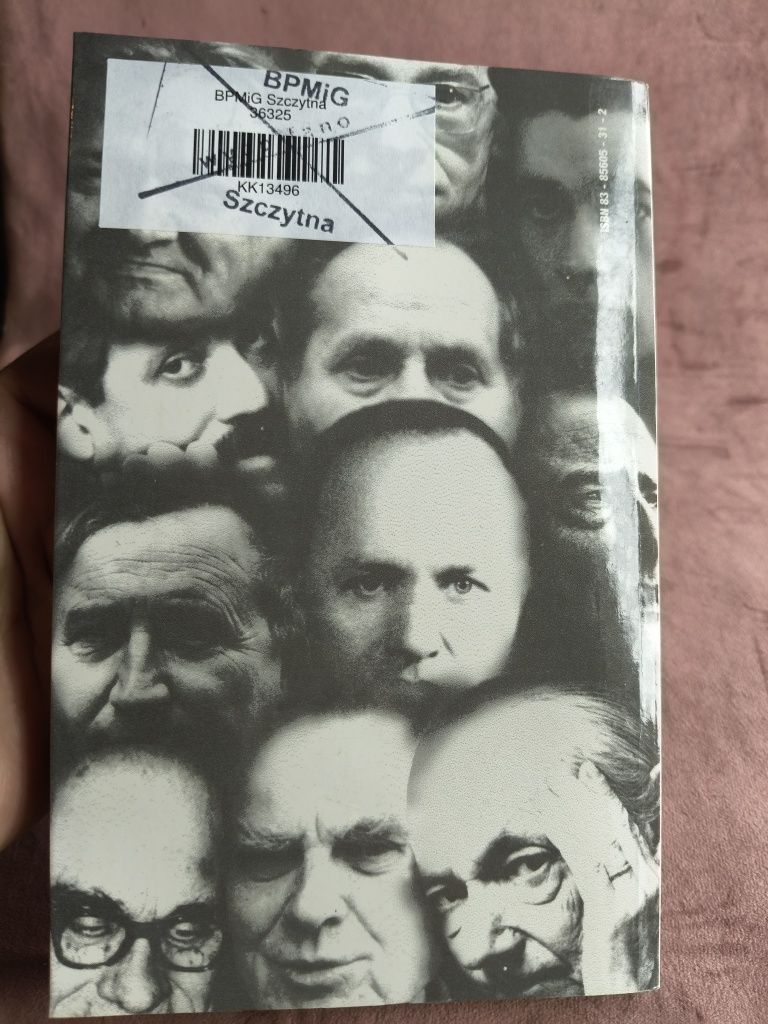 BPMiG
BPMiG Szczytna
36325
KK13496
Szczytna
ISBN 83 - 85605 - 31 - 2